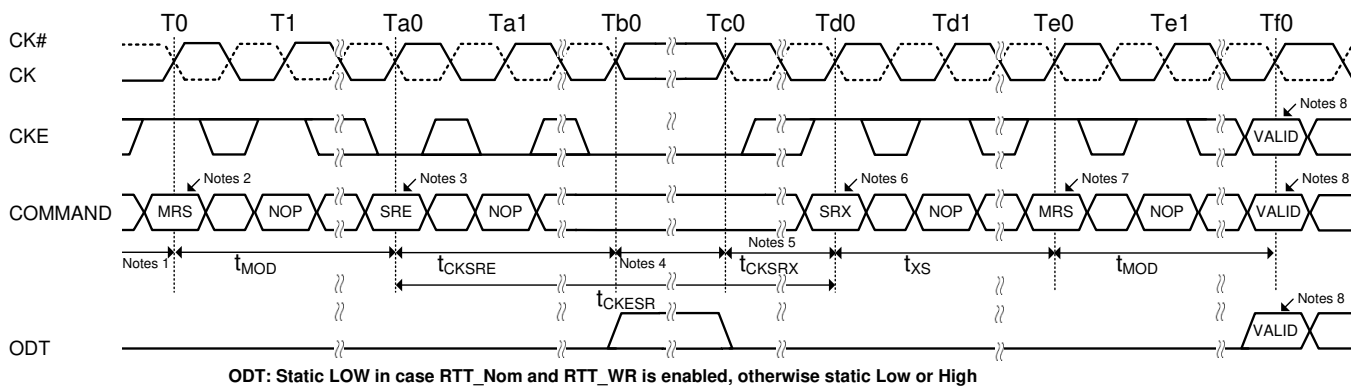 T0 T1 Ta0 Ta1 Tb0 Tc0 Td0 Td1 Te0 Te1 Tf0
CK#
CK
Notes 8
CKE VALID
Notes 2 Notes 3 Notes 6 Notes 7 Notes 8
COMMAND MRS NOP SRE NOP SRX NOP MRS NOP VALID
Notes 1 tMOD tCKSRE Notes 4 Notes 5 tCKSRX tXS tMOD
tCKESR
Notes 8
VALID
ODT
ODT: Static LOW in case RTT_Nom and RTT_WR is enabled, otherwise static Low or High